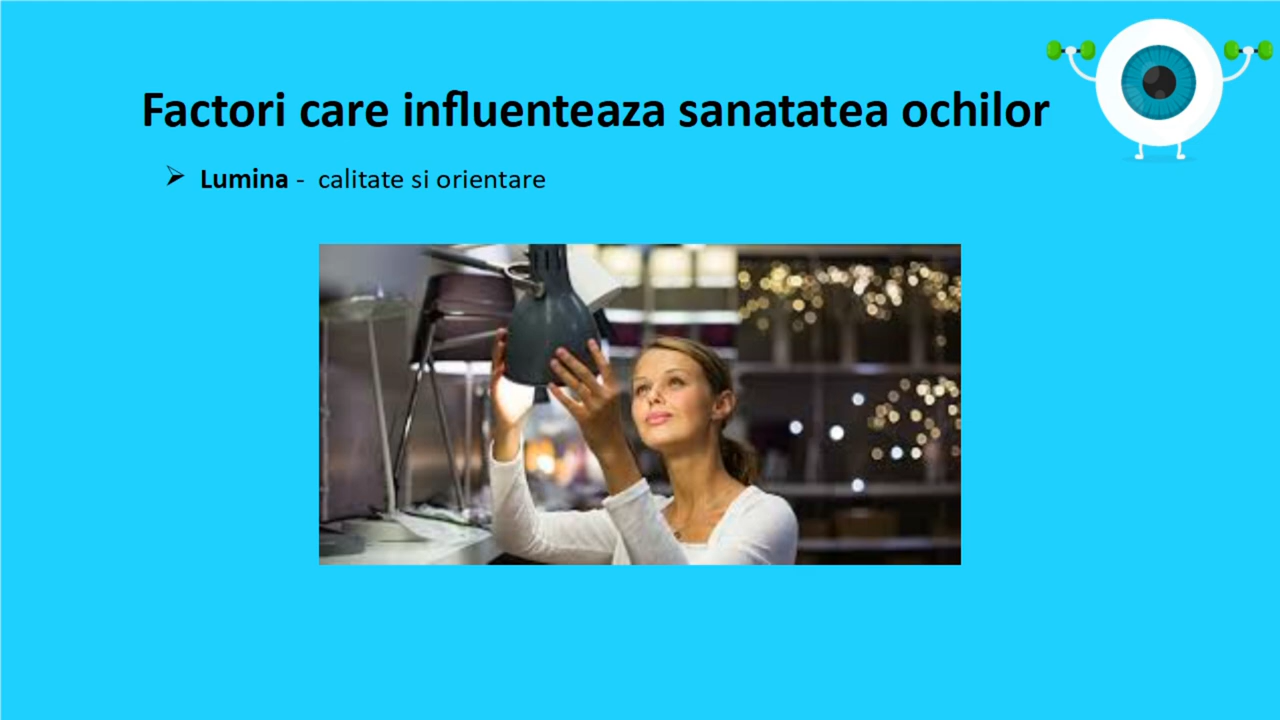 Factori care influenteaza sanatatea ochilor
➢ Lumina - calitate si orientare